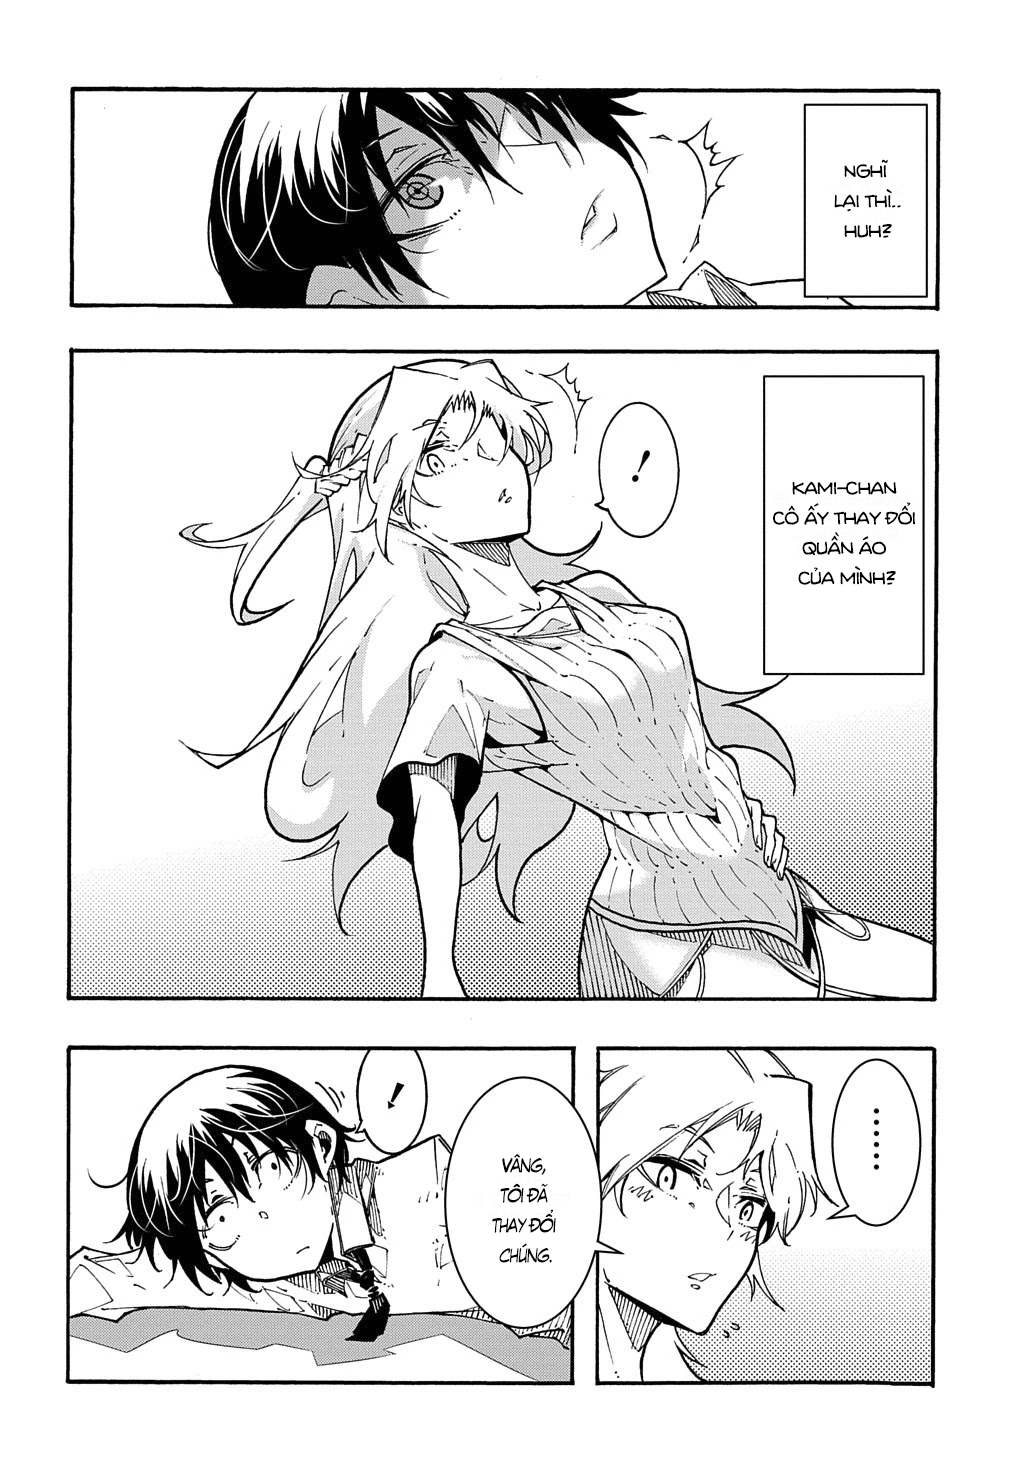 NGHĨ
LẠI THÌ..
HUH?
!
KAMI-CHAN
CÔ ẤY THAY ĐỔI
QUẦN ÁO
CỦA MÌNH?
......
VÂNG,
TÔI ĐÃ
THAY ĐỔI
CHÚNG.
!